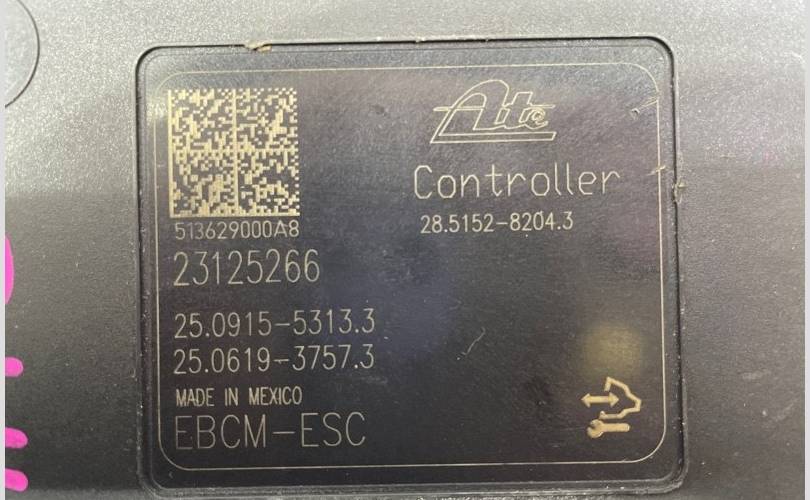 Ate
Controller
28.5152-8204.3
513629000A8
23125266
25.0915-5313.3
25.0619-3757.3
MADE IN MEXICO
EBCM-ESC